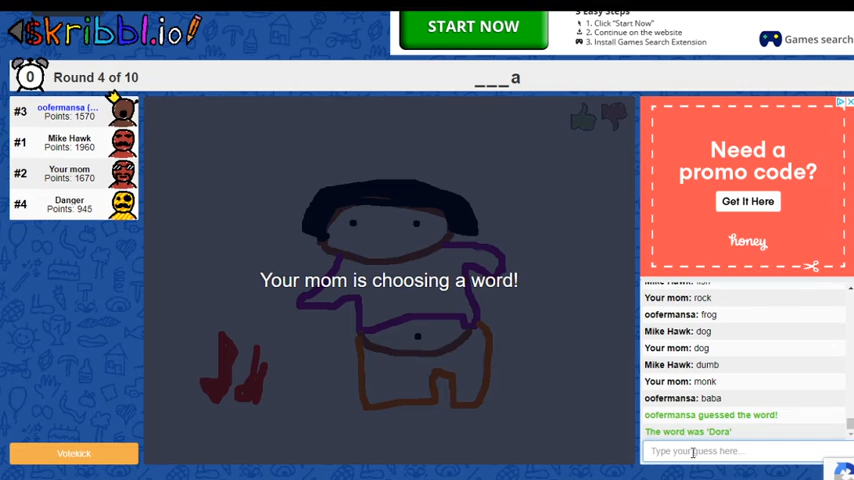 3 Easy Steps
START NOW
1. Click "Start Now"
2. Continue on the website
3. Install Games Search Extension
Games search
skribbl.io
0
Round 4 of 10
___a
#3 oofermansa (...
Points: 1570
#1 Mike Hawk
Points: 1960
#2 Your mom
Points: 1670
#4 Danger
Points: 945
Your mom is choosing a word!
Need a
promo code?
Get It Here
honey
Your mom: rock
oofermansa: frog
Mike Hawk: dog
Your mom: dog
Mike Hawk: dumb
Your mom: monk
oofermansa: baba
oofermansa guessed the word!
The word was 'Dora'
Type your guess here...
Votekick